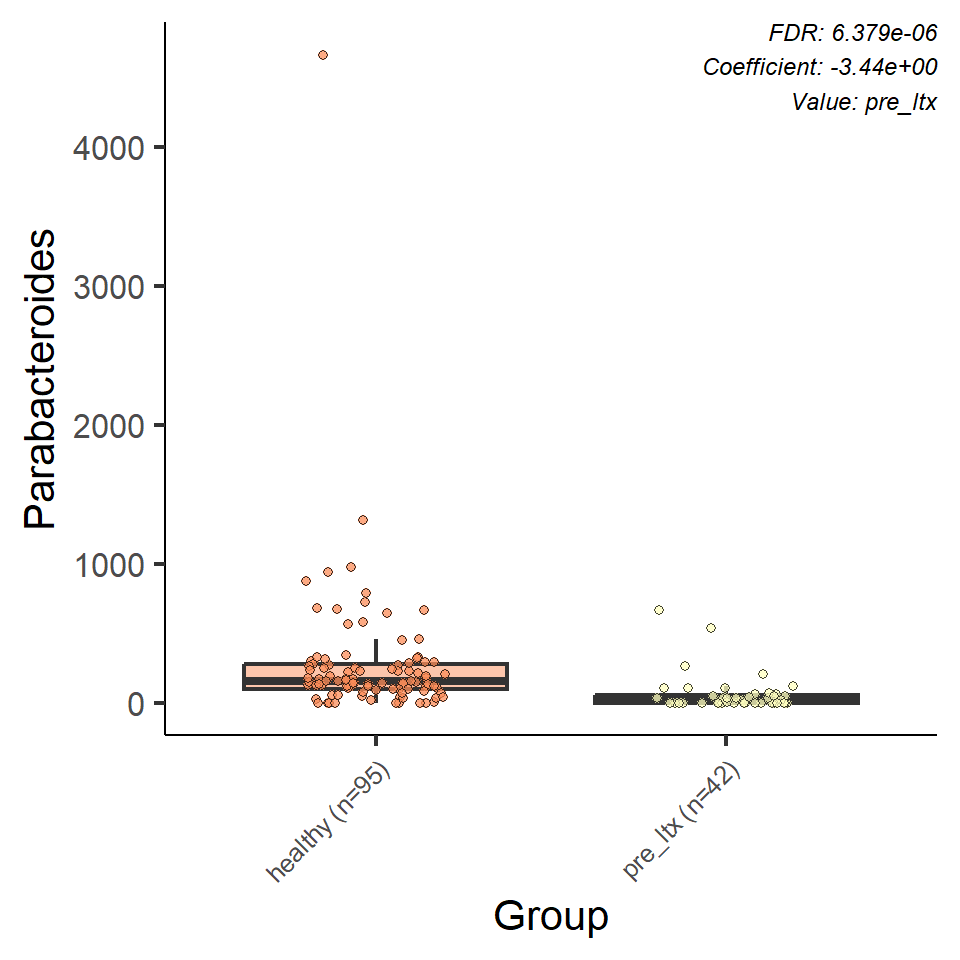 FDR: 6.379e-06
Coefficient: -3.44e+00
Value: pre_ltx
Parabacteroides
4000
3000
2000
1000
0
healthy (n=95)
pre_ltx (n=42)
Group